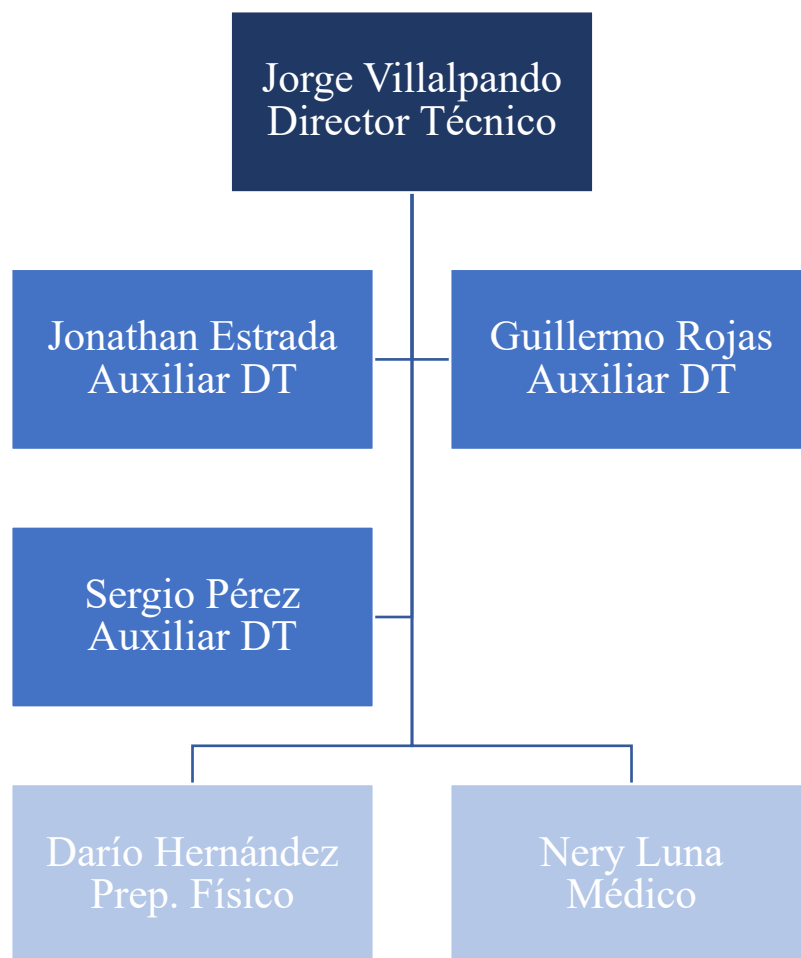 Jorge Villalpando
Director Técnico
Jonathan Estrada
Auxiliar DT
Guillermo Rojas
Auxiliar DT
Sergio Pérez
Auxiliar DT
Darío Hernández
Prep. Físico
Nery Luna
Médico